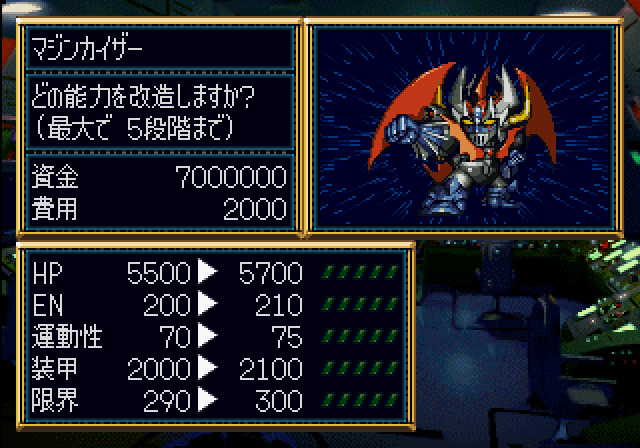 マジンカイザー
どの能力を改造しますか?
(最大で 5段階まで)
資金 7000000
費用 2000
HP 5500 ▶ 5700
EN 200 ▶ 210
運動性 70 ▶ 75
装甲 2000 ▶ 2100
限界 290 ▶ 300